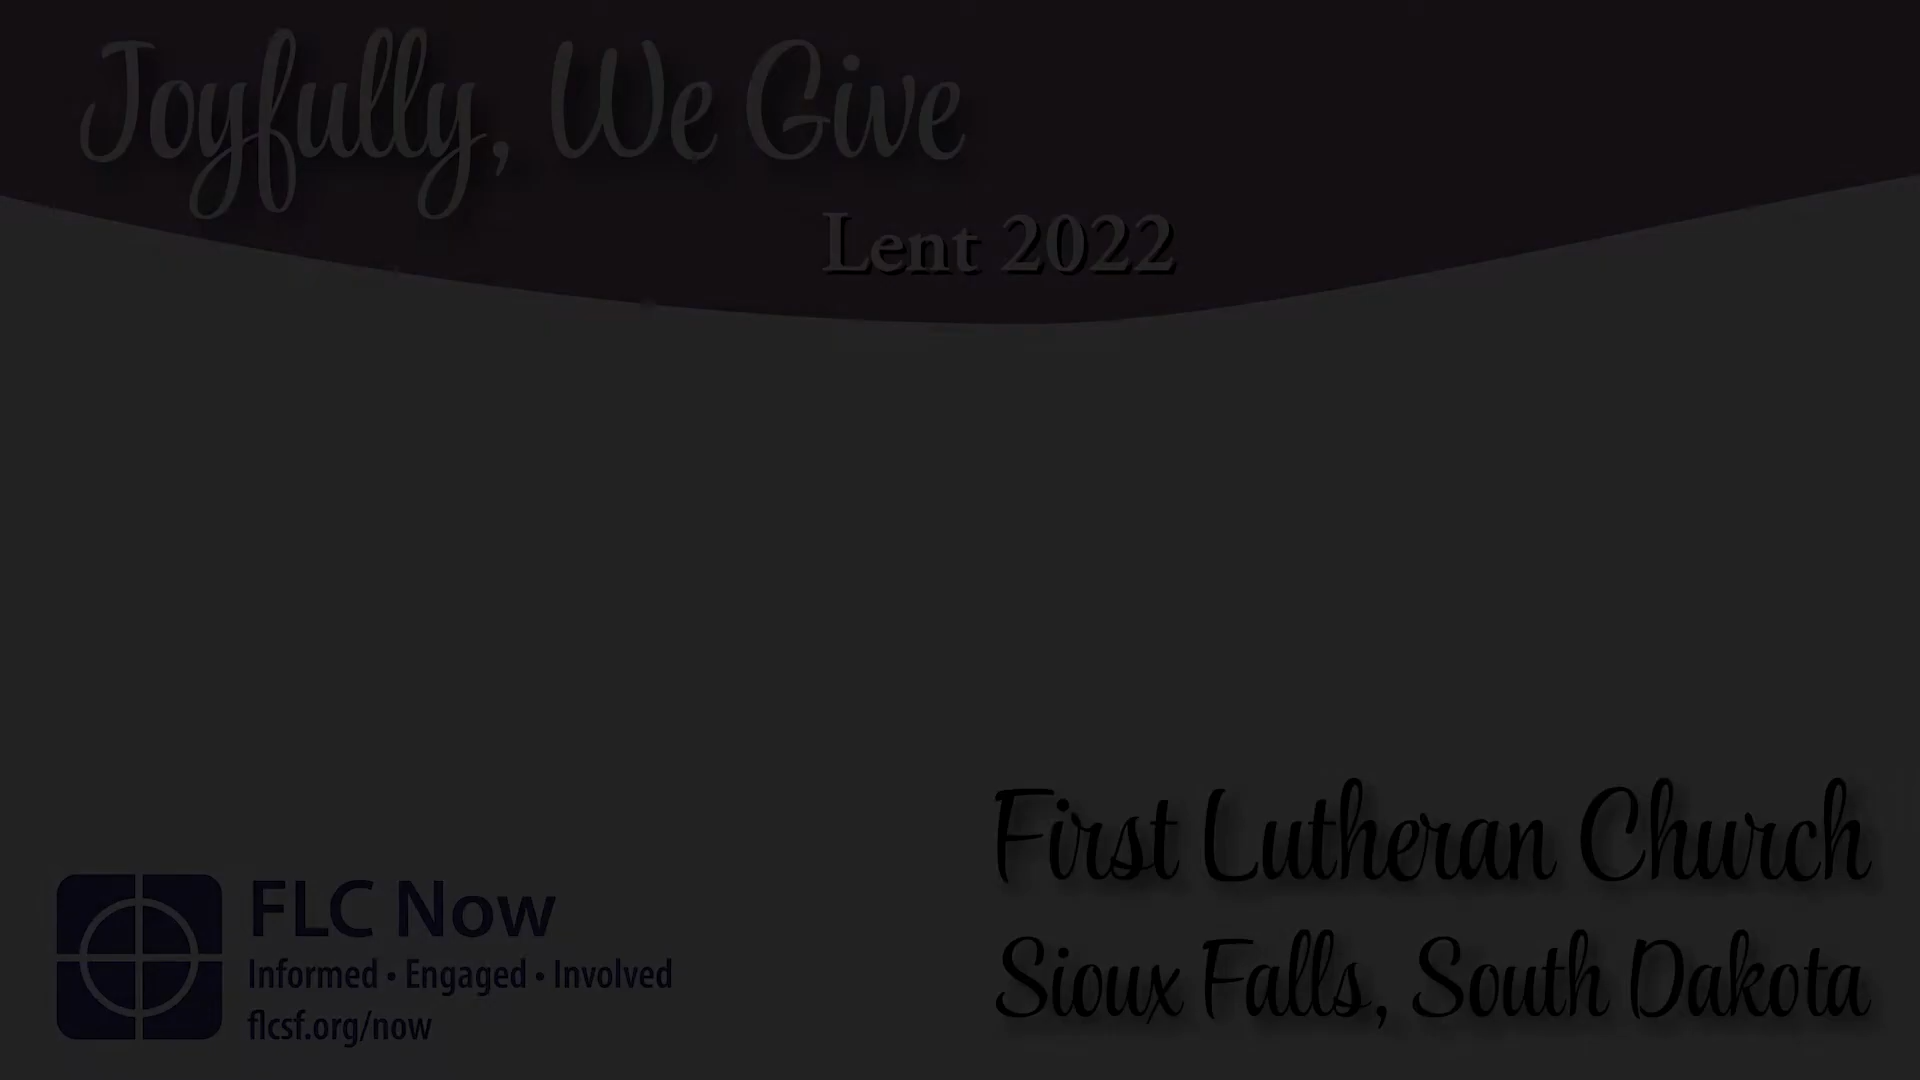 Joyfully, We Give
Lent 2022
First Lutheran Church
Sioux Falls, South Dakota
FLC Now
Informed • Engaged • Involved
flcsf.org/now